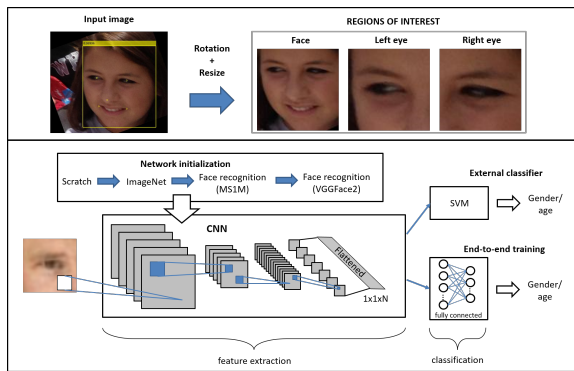 Input image
Rotation
+
Resize
REGIONS OF INTEREST
Face
Left eye
Right eye
Network initialization
Scratch
ImageNet
Face recognition
(MS1M)
Face recognition
(VGGFace2)
CNN
Flattened
1x1xN
External classifier
SVM
Gender/
age
End-to-end training
fully connected
Gender/
age
feature extraction
classification